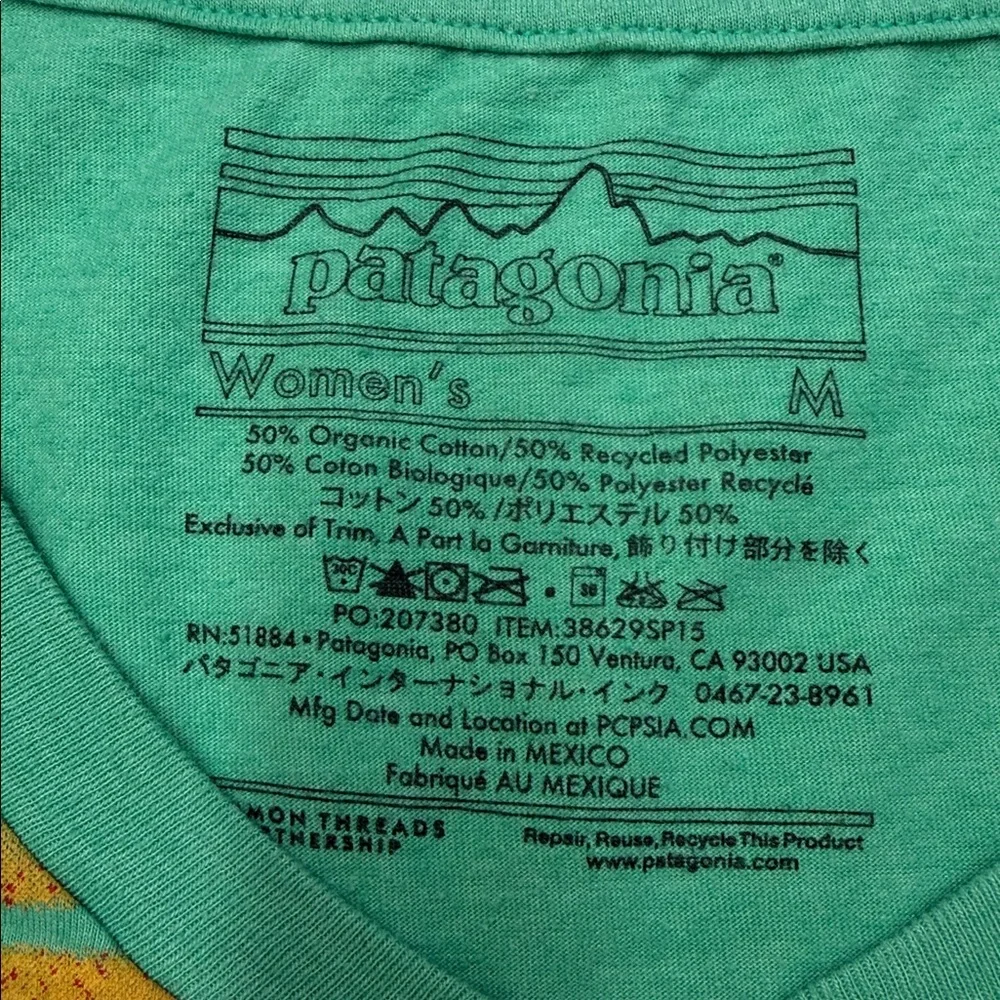 patagonia®
Women's M
50% Organic Cotton/50% Recycled Polyester
50% Coton Biologique/50% Polyester Recyclé
コットン 50% /ポリエステル 50%
Exclusive of Trim, A Part la Garniture, 飾り付け部分を除く
30C 30
PO:207380 ITEM:38629SP15
RN:51884 • Patagonia, PO Box 150 Ventura, CA 93002 USA
パタゴニア・インターナショナル・インク 0467-23-8961
Mfg Date and Location at PCPSIA.COM
Made in MEXICO
Fabriqué AU MEXIQUE
MON THREADS
TNERSHIP
Repair, Reuse, Recycle This Product
www.patagonia.com